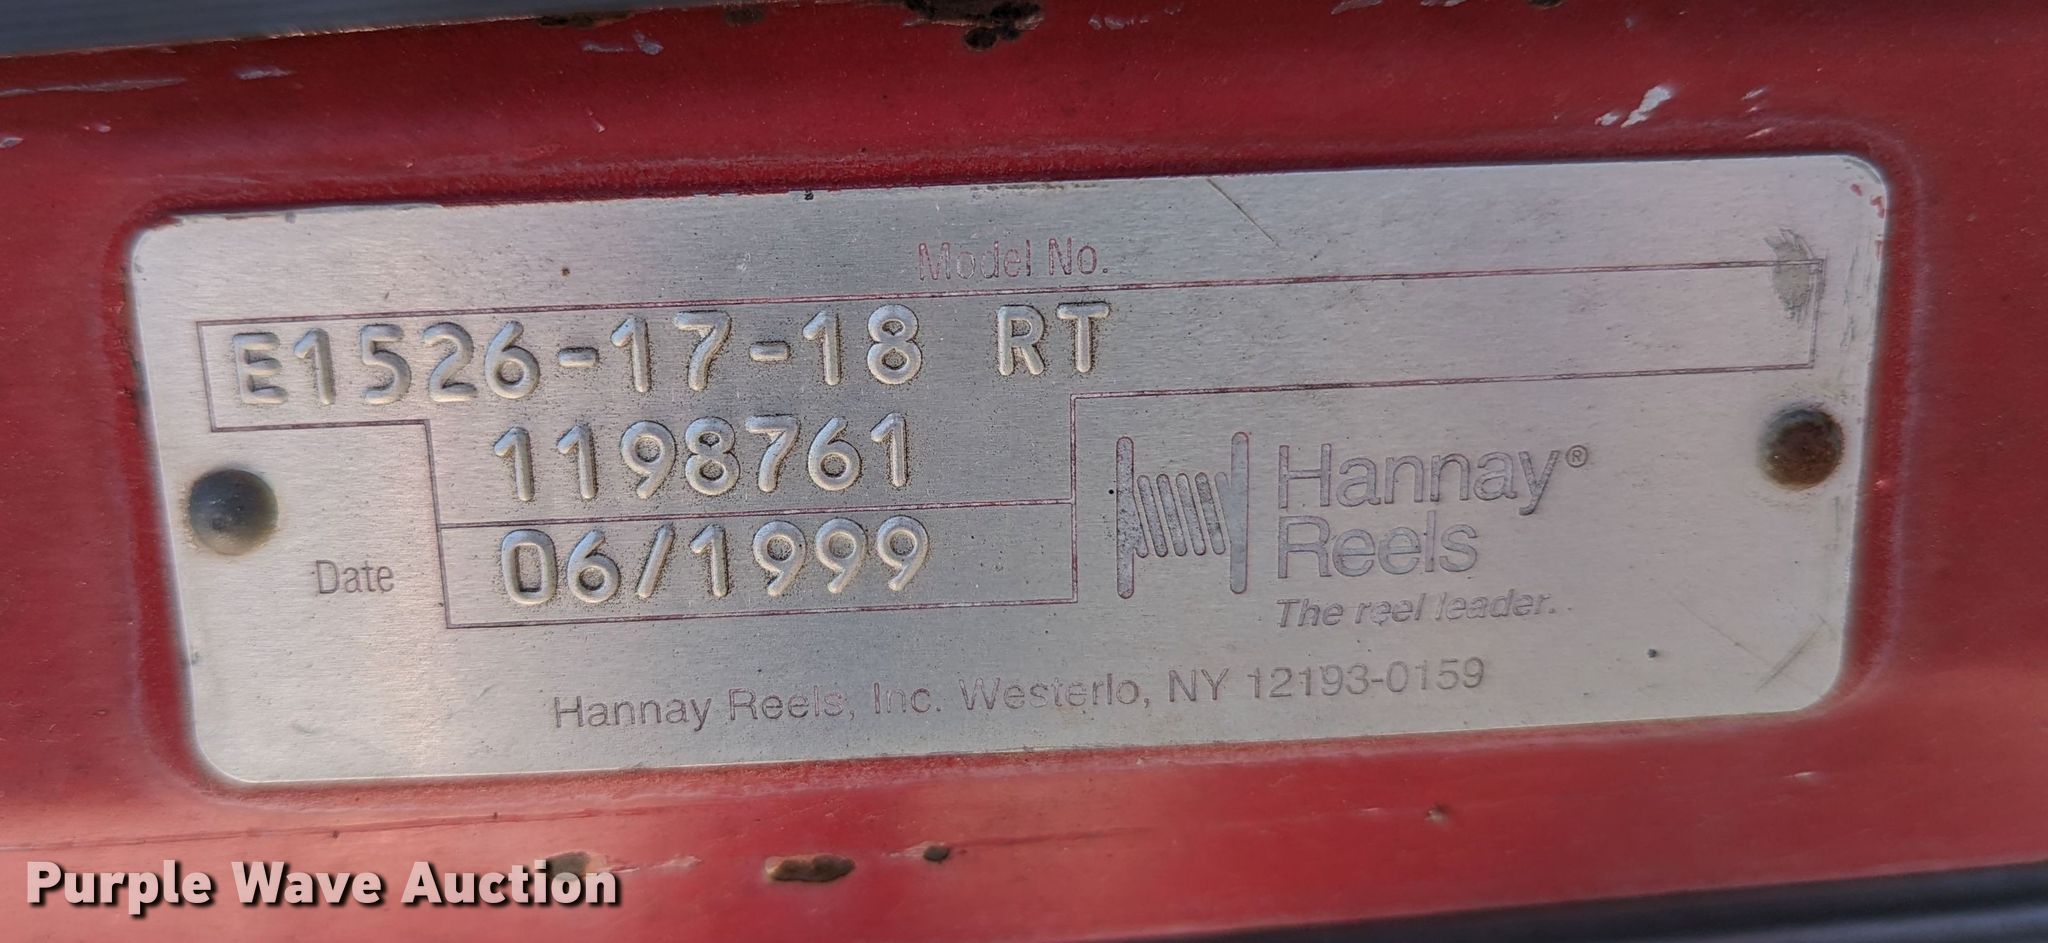 Model No.
E1526-17-18 RT
1198761
Date 06/1999
Hannay®
Reels
The reel leader.
Hannay Reels, Inc. Westerlo, NY 12193-0159
Purple Wave Auction